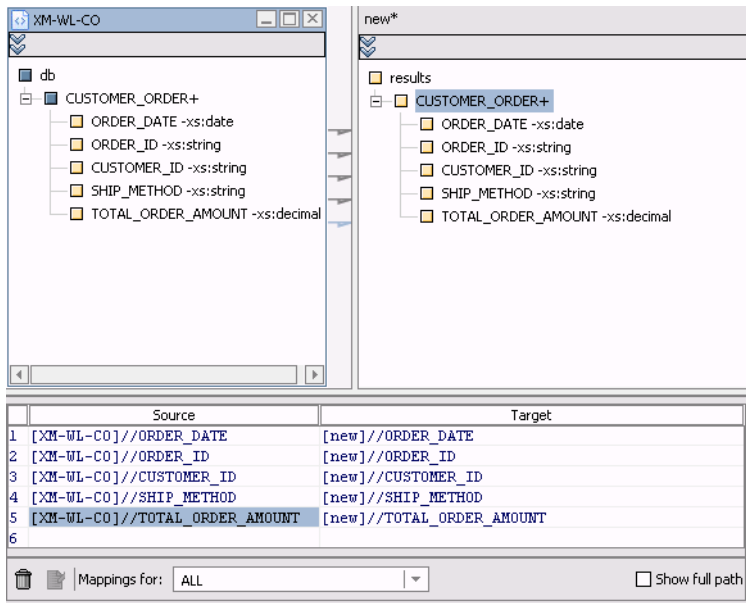 XM-WL-CO
db
CUSTOMER_ORDER+
ORDER_DATE -xs:date
ORDER_ID -xs:string
CUSTOMER_ID -xs:string
SHIP_METHOD -xs:string
TOTAL_ORDER_AMOUNT -xs:decimal
new*
results
CUSTOMER_ORDER+
ORDER_DATE -xs:date
ORDER_ID -xs:string
CUSTOMER_ID -xs:string
SHIP_METHOD -xs:string
TOTAL_ORDER_AMOUNT -xs:decimal
Source Target
1 [XM-WL-CO]//ORDER_DATE [new]//ORDER_DATE
2 [XM-WL-CO]//ORDER_ID [new]//ORDER_ID
3 [XM-WL-CO]//CUSTOMER_ID [new]//CUSTOMER_ID
4 [XM-WL-CO]//SHIP_METHOD [new]//SHIP_METHOD
5 [XM-WL-CO]//TOTAL_ORDER_AMOUNT [new]//TOTAL_ORDER_AMOUNT
6
Mappings for: ALL Show full path